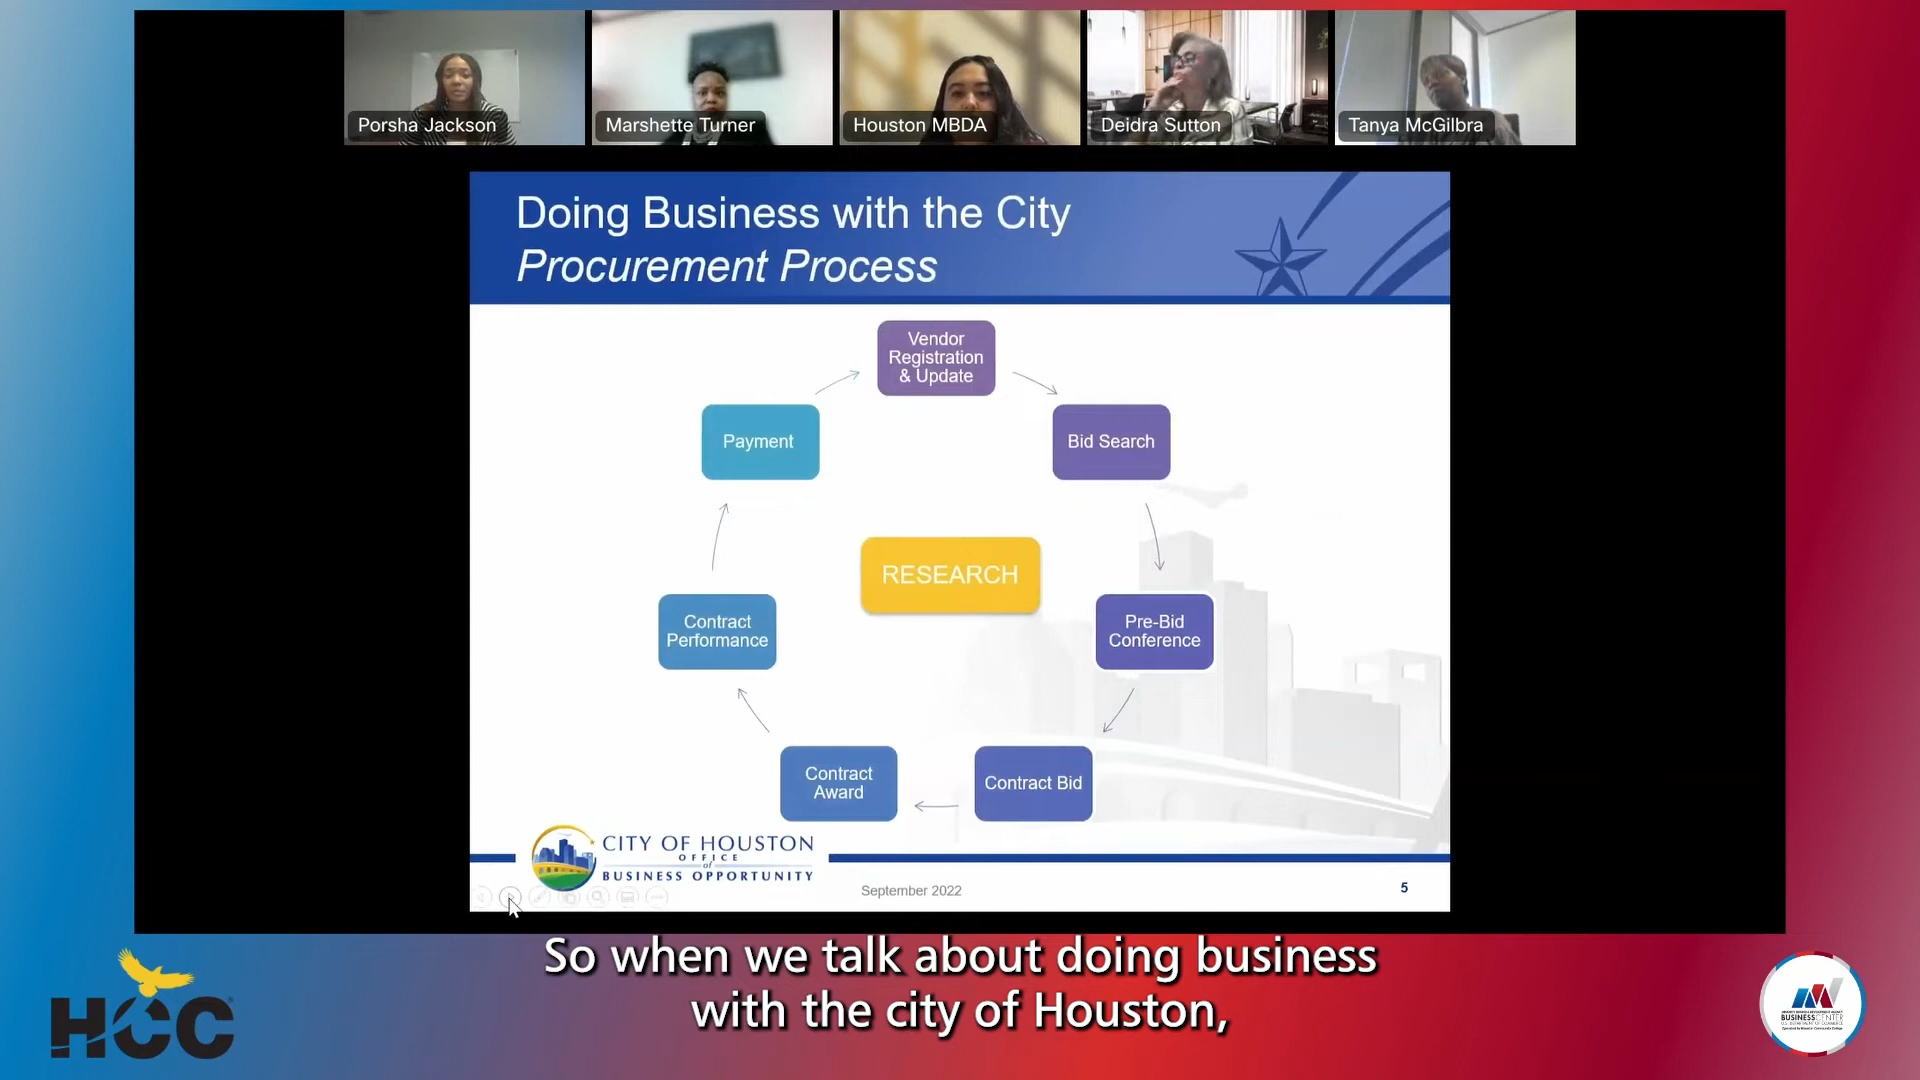 Porsha Jackson
Marshette Turner
Houston MBDA
Deidra Sutton
Tanya McGilbra
Doing Business with the City
Procurement Process
Vendor
Registration
& Update
Payment
Bid Search
RESEARCH
Contract
Performance
Pre-Bid
Conference
Contract
Award
Contract Bid
CITY OF HOUSTON
OFFICE
of
BUSINESS OPPORTUNITY
September 2022
5
So when we talk about doing business
with the city of Houston,
HCC
BUSINESS CENTER